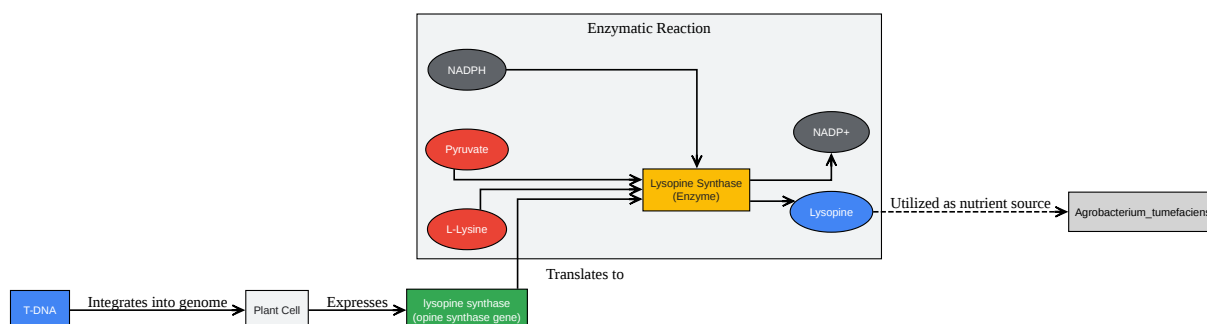 Enzymatic Reaction
NADPH
NADP+
Pyruvate
Lysopine Synthase
(Enzyme)
L-Lysine
Lysopine
Utilized as nutrient source
Agrobacterium_tumefaciens
Translates to
T-DNA
Integrates into genome
Plant Cell
Expresses
lysopine synthase
(opine synthase gene)